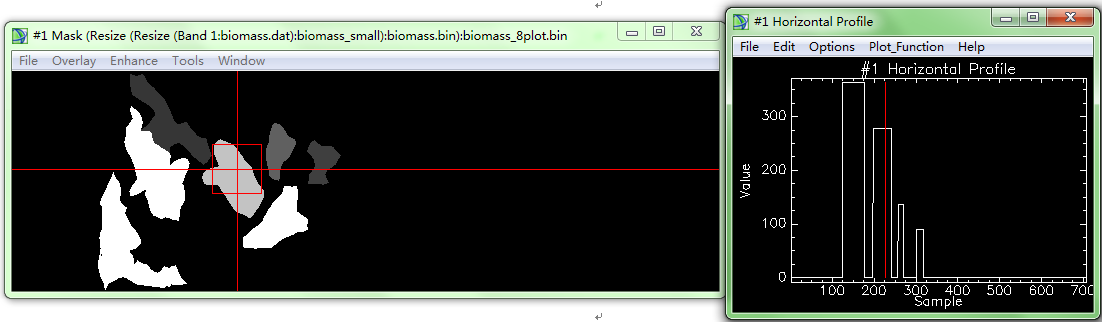 #1 Mask (Resize (Resize (Band 1:biomass.dat):biomass_small):biomass.bin):biomass_8plot.bin
File Overlay Enhance Tools Window
#1 Horizontal Profile
File Edit Options Plot_Function Help
#1 Horizontal Profile
300
200
100
0
Value
100 200 300 400 500 600 700
Sample